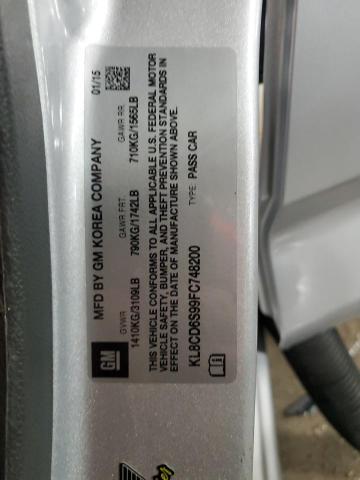 GM
MFD BY GM KOREA COMPANY 01/15
GVWR GAWR FRT. GAWR RR.
1410KG/3109LB 790KG/1742LB 710KG/1565LB
THIS VEHICLE CONFORMS TO ALL APPLICABLE U.S. FEDERAL MOTOR
VEHICLE SAFETY, BUMPER, AND THEFT PREVENTION STANDARDS IN
EFFECT ON THE DATE OF MANUFACTURE SHOWN ABOVE.
KL8CD6S99FC748200 TYPE: PASS CAR